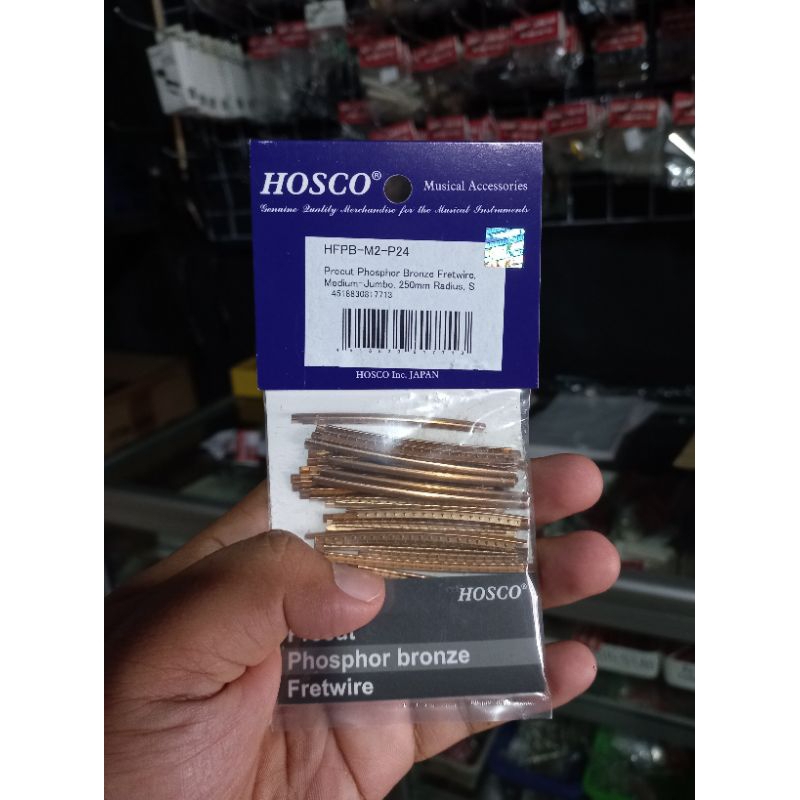 HOSCO® Musical Accessories
Genuine Quality Merchandise for the Musical Instruments
HFPB-M2-P24
Precut Phosphor Bronze Fretwire,
Medium-Jumbo, 250mm Radius, S
4518830817713
HOSCO Inc. JAPAN
HOSCO®
Precut
Phosphor bronze
Fretwire